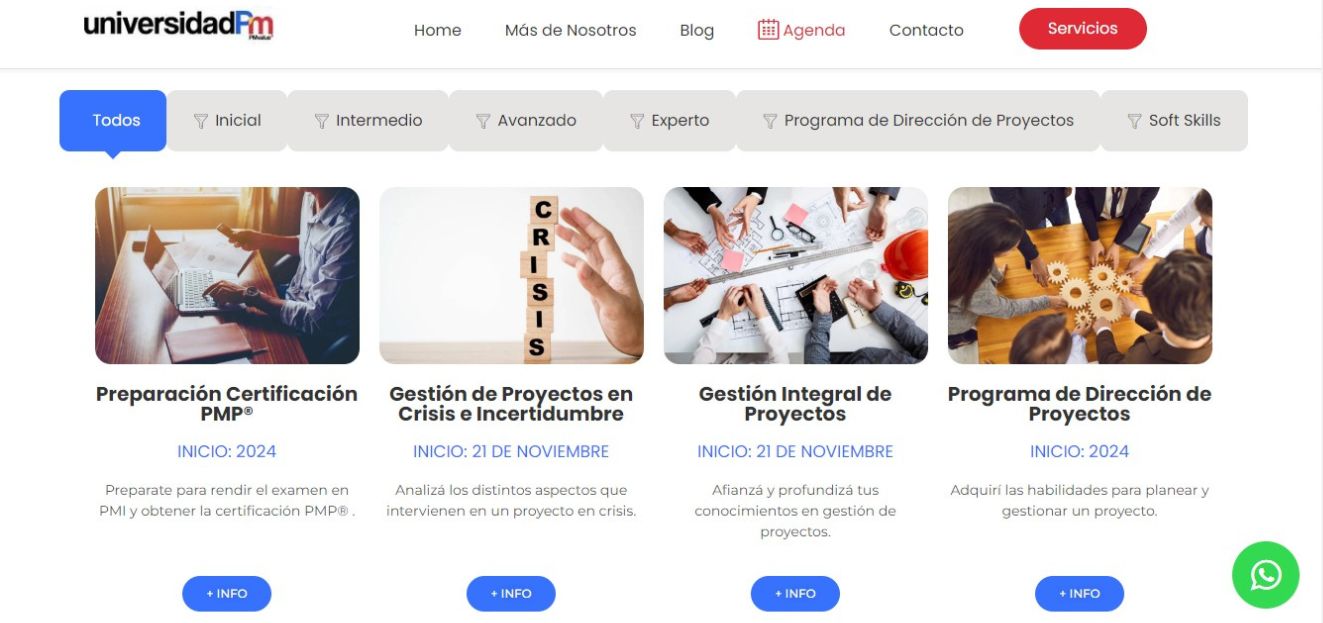 universidadPm
Home
Más de Nosotros
Blog
Agenda
Contacto
Servicios
Todos
Inicial
Intermedio
Avanzado
Experto
Programa de Dirección de Proyectos
Soft Skills
C
R
I
S
I
S
Preparación Certificación
PMP®
INICIO: 2024
Preparate para rendir el examen en
PMI y obtener la certificación PMP® .
+ INFO
Gestión de Proyectos en
Crisis e Incertidumbre
INICIO: 21 DE NOVIEMBRE
Analizá los distintos aspectos que
intervienen en un proyecto en crisis.
+ INFO
Gestión Integral de
Proyectos
INICIO: 21 DE NOVIEMBRE
Afianzá y profundizá tus
conocimientos en gestión de
proyectos.
+ INFO
Programa de Dirección de
Proyectos
INICIO: 2024
Adquirí las habilidades para planear y
gestionar un proyecto.
+ INFO